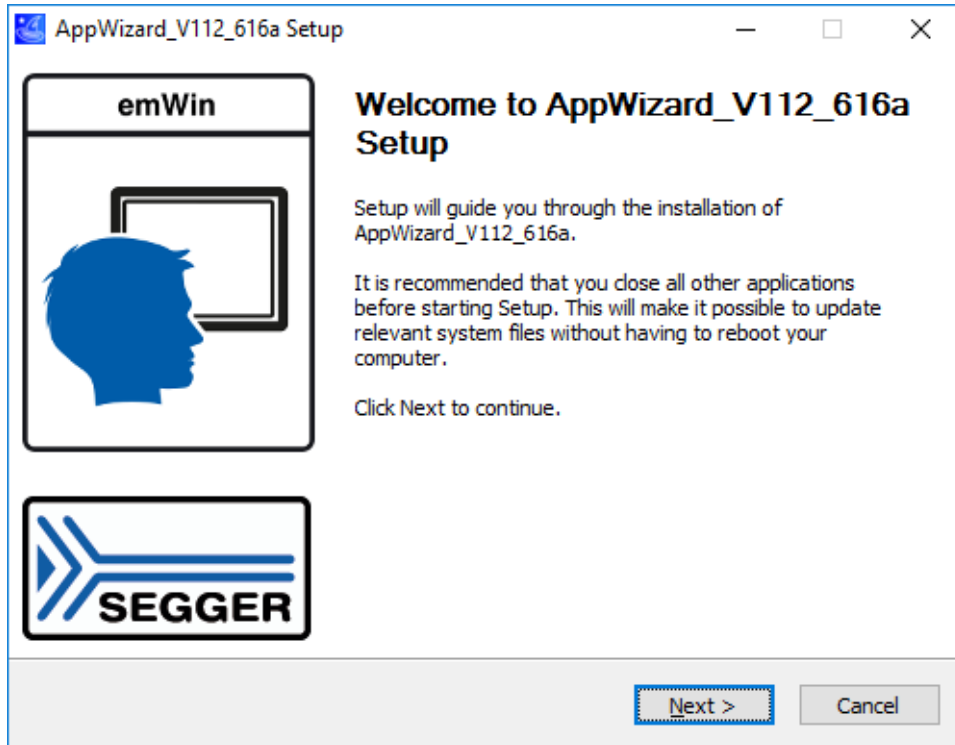 AppWizard_V112_616a Setup
emWin
Welcome to AppWizard_V112_616a
Setup
Setup will guide you through the installation of
AppWizard_V112_616a.
It is recommended that you close all other applications
before starting Setup. This will make it possible to update
relevant system files without having to reboot your
computer.
Click Next to continue.
SEGGER
Next >
Cancel